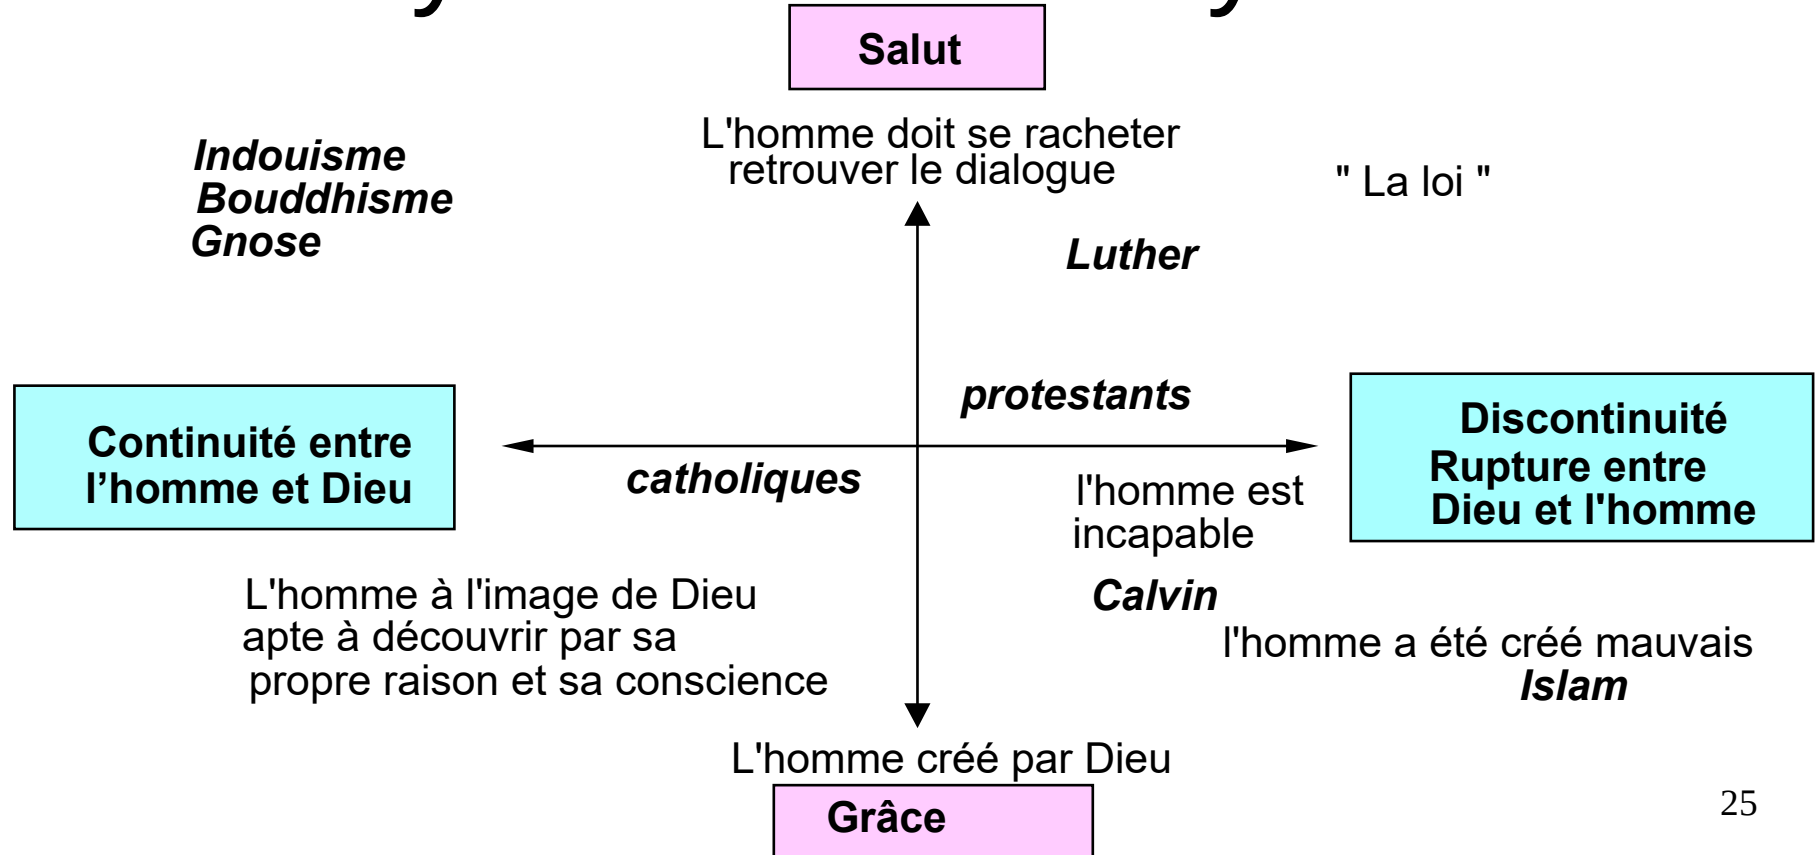 Salut
L'homme doit se racheter
retrouver le dialogue
Indouisme
Bouddhisme
Gnose
" La loi "
Luther
protestants
Continuité entre
l’homme et Dieu
catholiques
Discontinuité
Rupture entre
Dieu et l'homme
l'homme est
incapable
Calvin
L'homme à l'image de Dieu
apte à découvrir par sa
propre raison et sa conscience
l'homme a été créé mauvais
Islam
L'homme créé par Dieu
Grâce
25